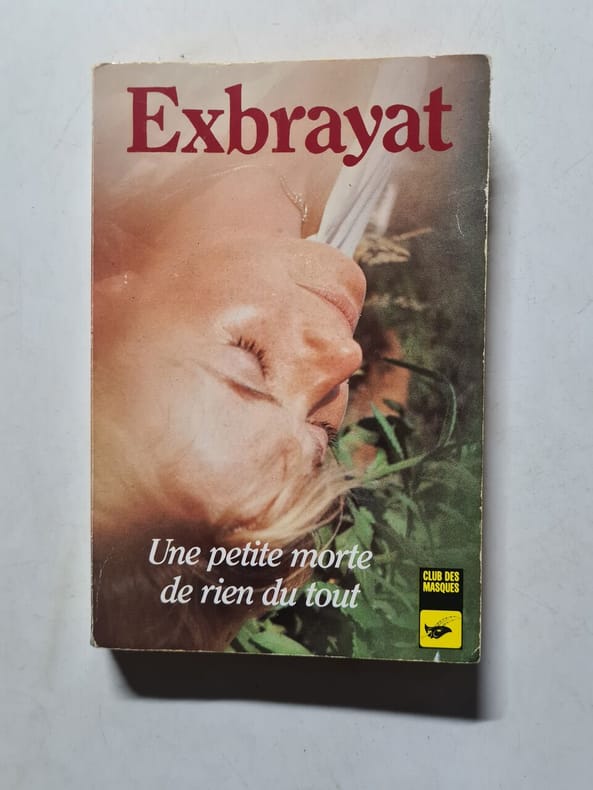 Exbrayat
Une petite morte
de rien du tout
CLUB DES
MASQUES